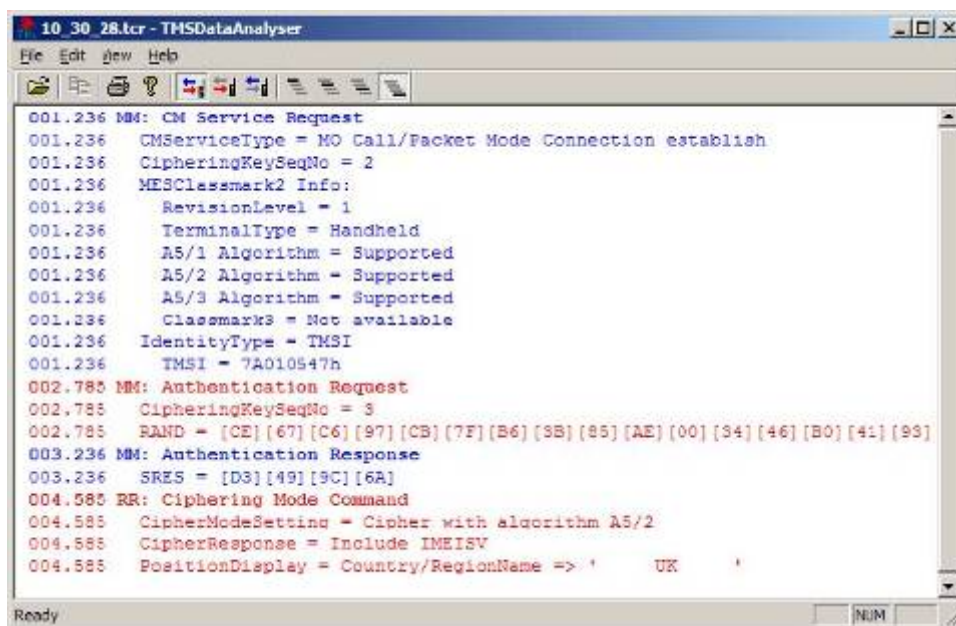 10_30_28.tcr - TMSDataAnalyser
File Edit View Help
001.236 MM: CM Service Request
001.236 CMServiceType = MO Call/Packet Mode Connection establish
001.236 CipheringKeySeqNo = 2
001.236 MESClassmark2 Info:
001.236 RevisionLevel = 1
001.236 TerminalType = Handheld
001.236 A5/1 Algorithm = Supported
001.236 A5/2 Algorithm = Supported
001.236 A5/3 Algorithm = Supported
001.236 Classmark3 = Not available
001.236 IdentityType = TMSI
001.236 TMSI = 7A010547h
002.785 MM: Authentication Request
002.785 CipheringKeySeqNo = 3
002.785 RAND = [CE][67][C6][97][CB][7F][B6][3B][85][AE][00][34][46][B0][41][93]
003.236 MM: Authentication Response
003.236 SRES = [D3][49][9C][6A]
004.585 RR: Ciphering Mode Command
004.585 CipherModeSetting = Cipher with algorithm A5/2
004.585 CipherResponse = Include IMEISV
004.585 PositionDisplay = Country/RegionName => ' UK '
Ready NUM